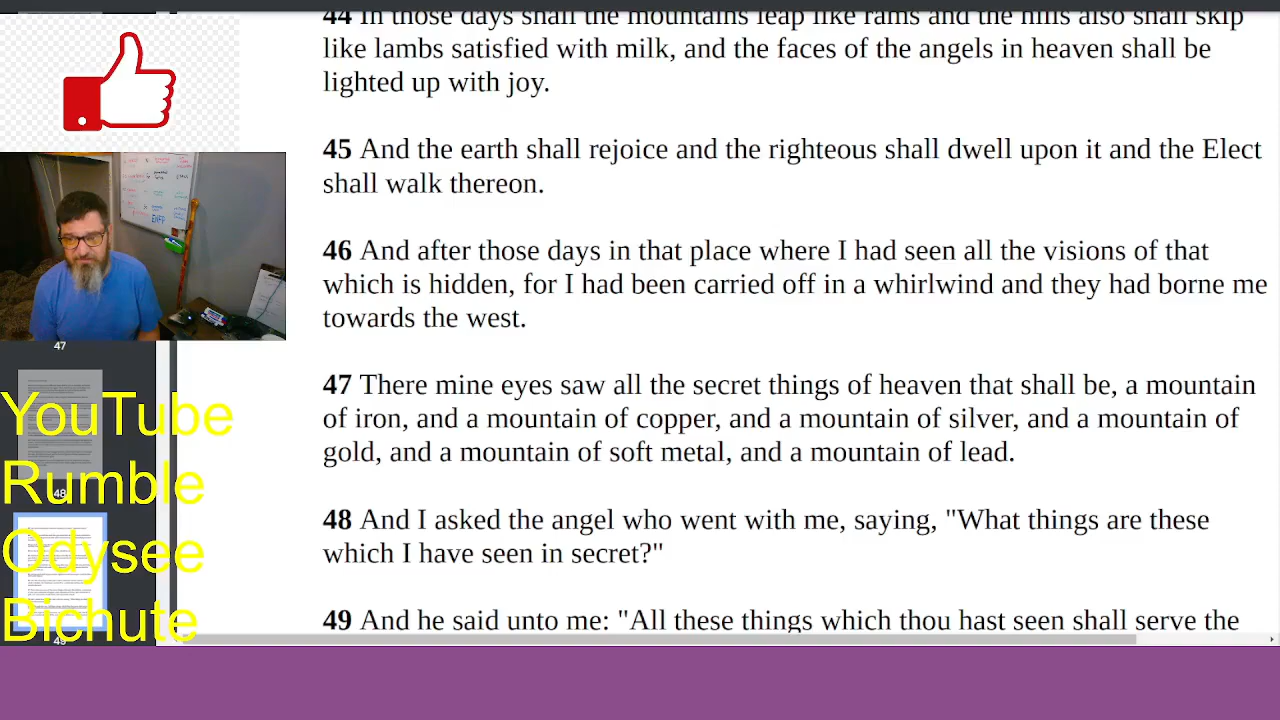 44 In those days shall the mountains leap like rams and the hills also shall skip
like lambs satisfied with milk, and the faces of the angels in heaven shall be
lighted up with joy.
45 And the earth shall rejoice and the righteous shall dwell upon it and the Elect
shall walk thereon.
46 And after those days in that place where I had seen all the visions of that
which is hidden, for I had been carried off in a whirlwind and they had borne me
towards the west.
47 There mine eyes saw all the secret things of heaven that shall be, a mountain
of iron, and a mountain of copper, and a mountain of silver, and a mountain of
gold, and a mountain of soft metal, and a mountain of lead.
48 And I asked the angel who went with me, saying, "What things are these
which I have seen in secret?"
49 And he said unto me: "All these things which thou hast seen shall serve the
47
YouTube
Rumble
48
Odysee
Bichute
49